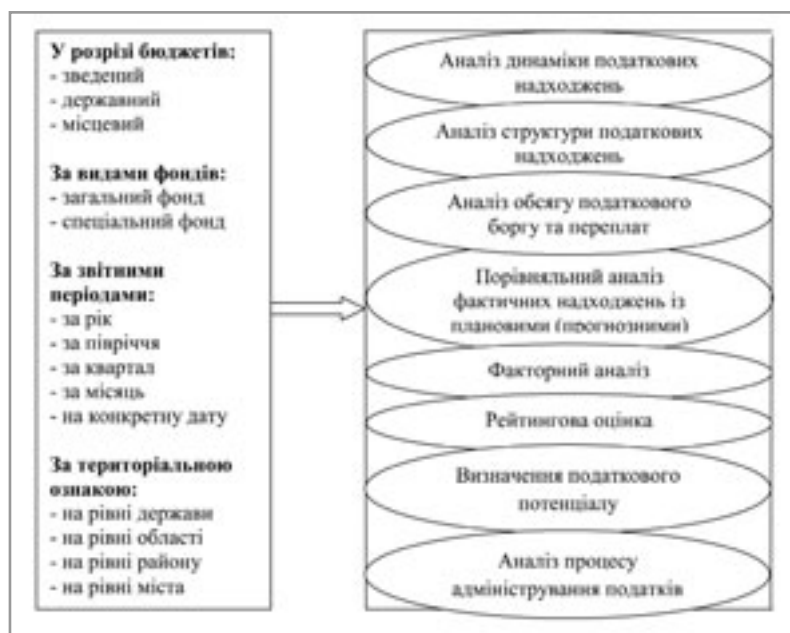 У розрізі бюджетів:
- зведений
- державний
- місцевий
За видами фондів:
- загальний фонд
- спеціальний фонд
За звітними
періодами:
- за рік
- за півріччя
- за квартал
- за місяць
- на конкретну дату
За територіальною
ознакою:
- на рівні держави
- на рівні області
- на рівні району
- на рівні міста
Аналіз динаміки податкових
надходжень
Аналіз структури податкових
надходжень
Аналіз обсягу податкового
боргу та переплат
Порівняльний аналіз
фактичних надходжень із
плановими (прогнозними)
Факторний аналіз
Рейтингова оцінка
Визначення податкового
потенціалу
Аналіз процесу
адміністрування податків